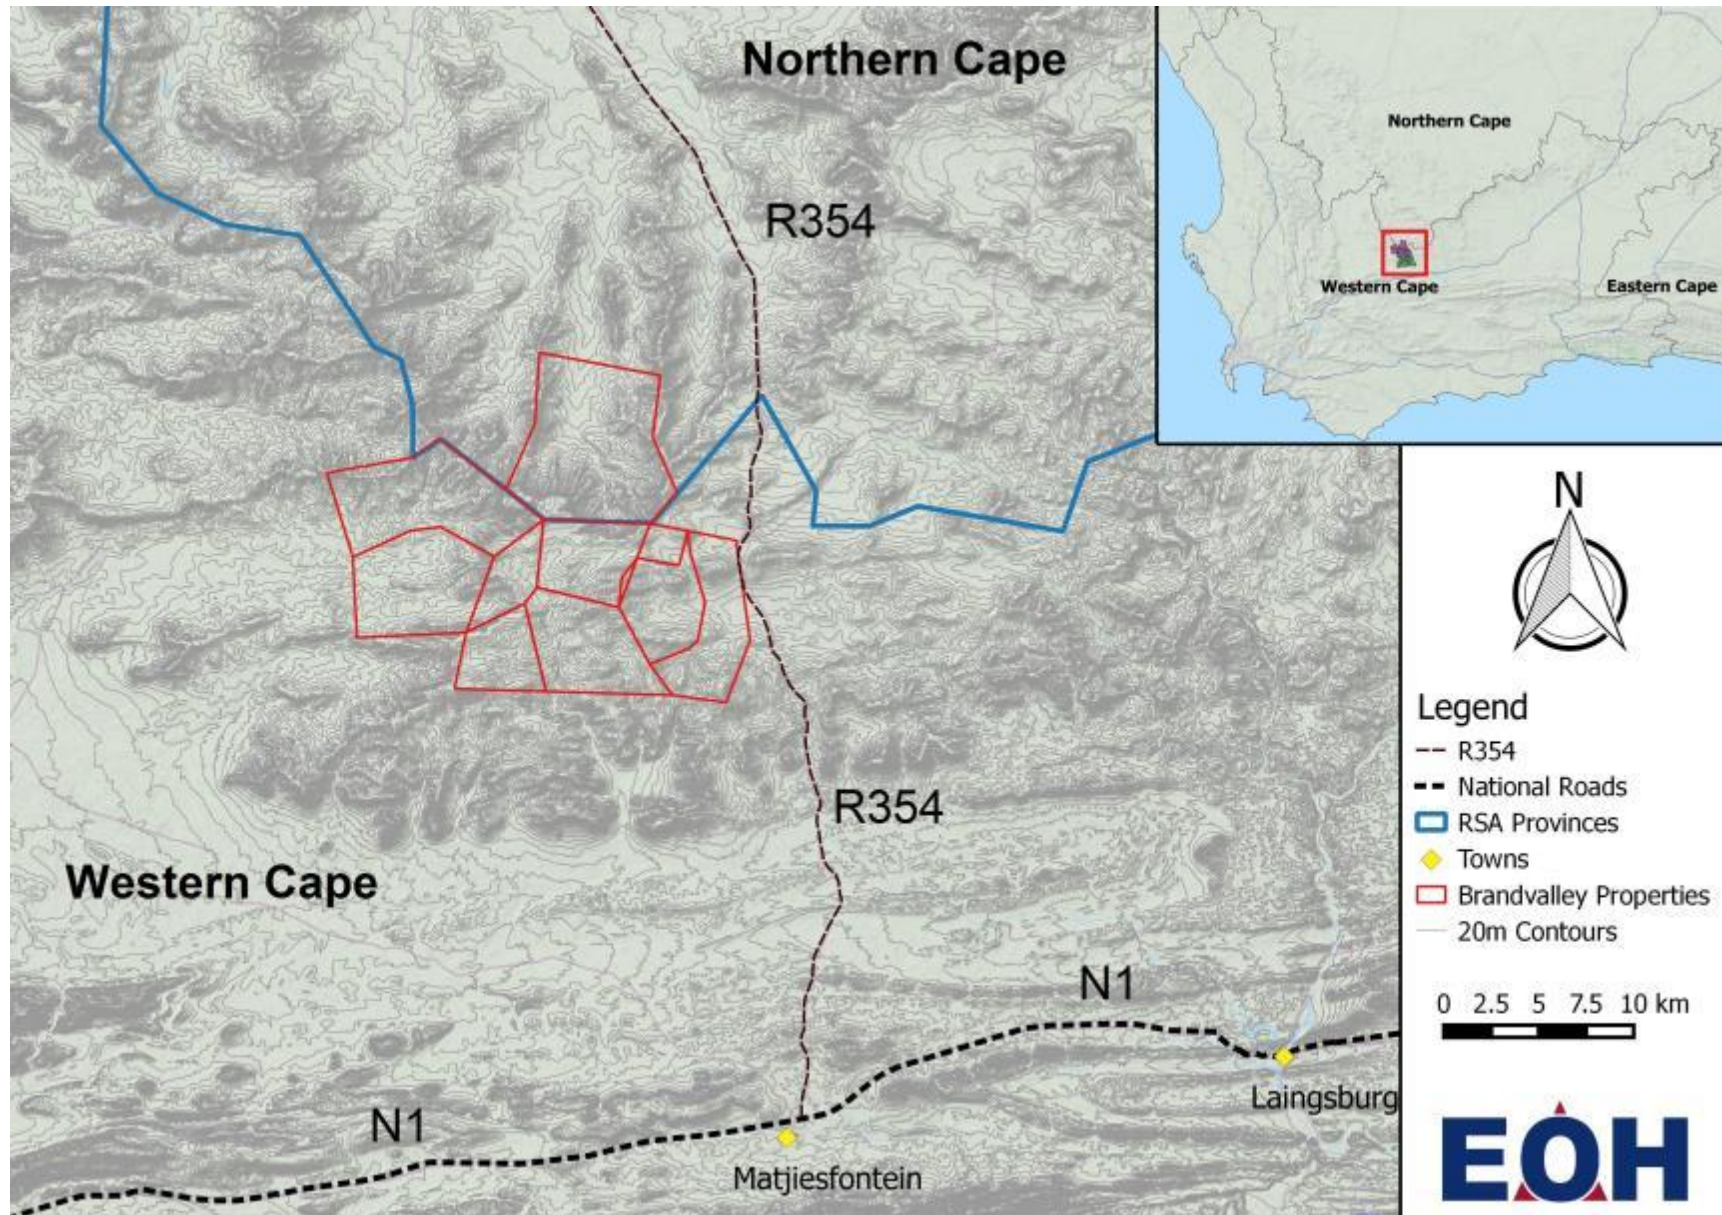 Northern Cape
R354
R354
Western Cape
N1
N1
Laingsburg
Matjiesfontein
Northern Cape
Western Cape
Eastern Cape
N
Legend
R354
National Roads
RSA Provinces
Towns
Brandvalley Properties
20m Contours
0 2.5 5 7.5 10 km
EOH